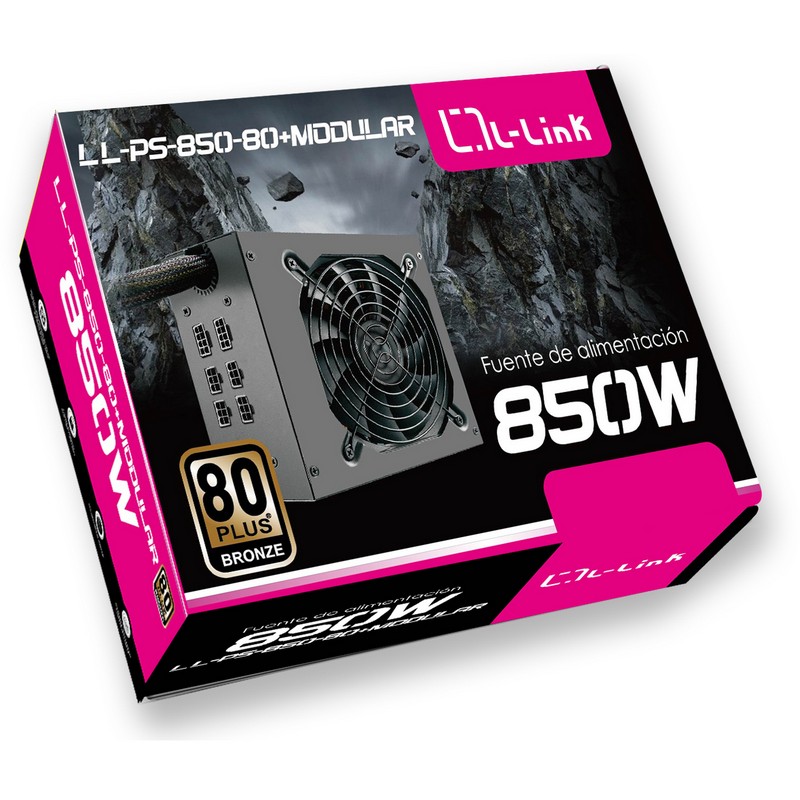 LL-PS-850-80+MODULAR
L-Link
Fuente de alimentación
850W
80
PLUS®
BRONZE
LL-PS-850-80+MODULAR
850W
80
Fuente de alimentación
850W
LL-PS-850-80+MODULAR
L-Link